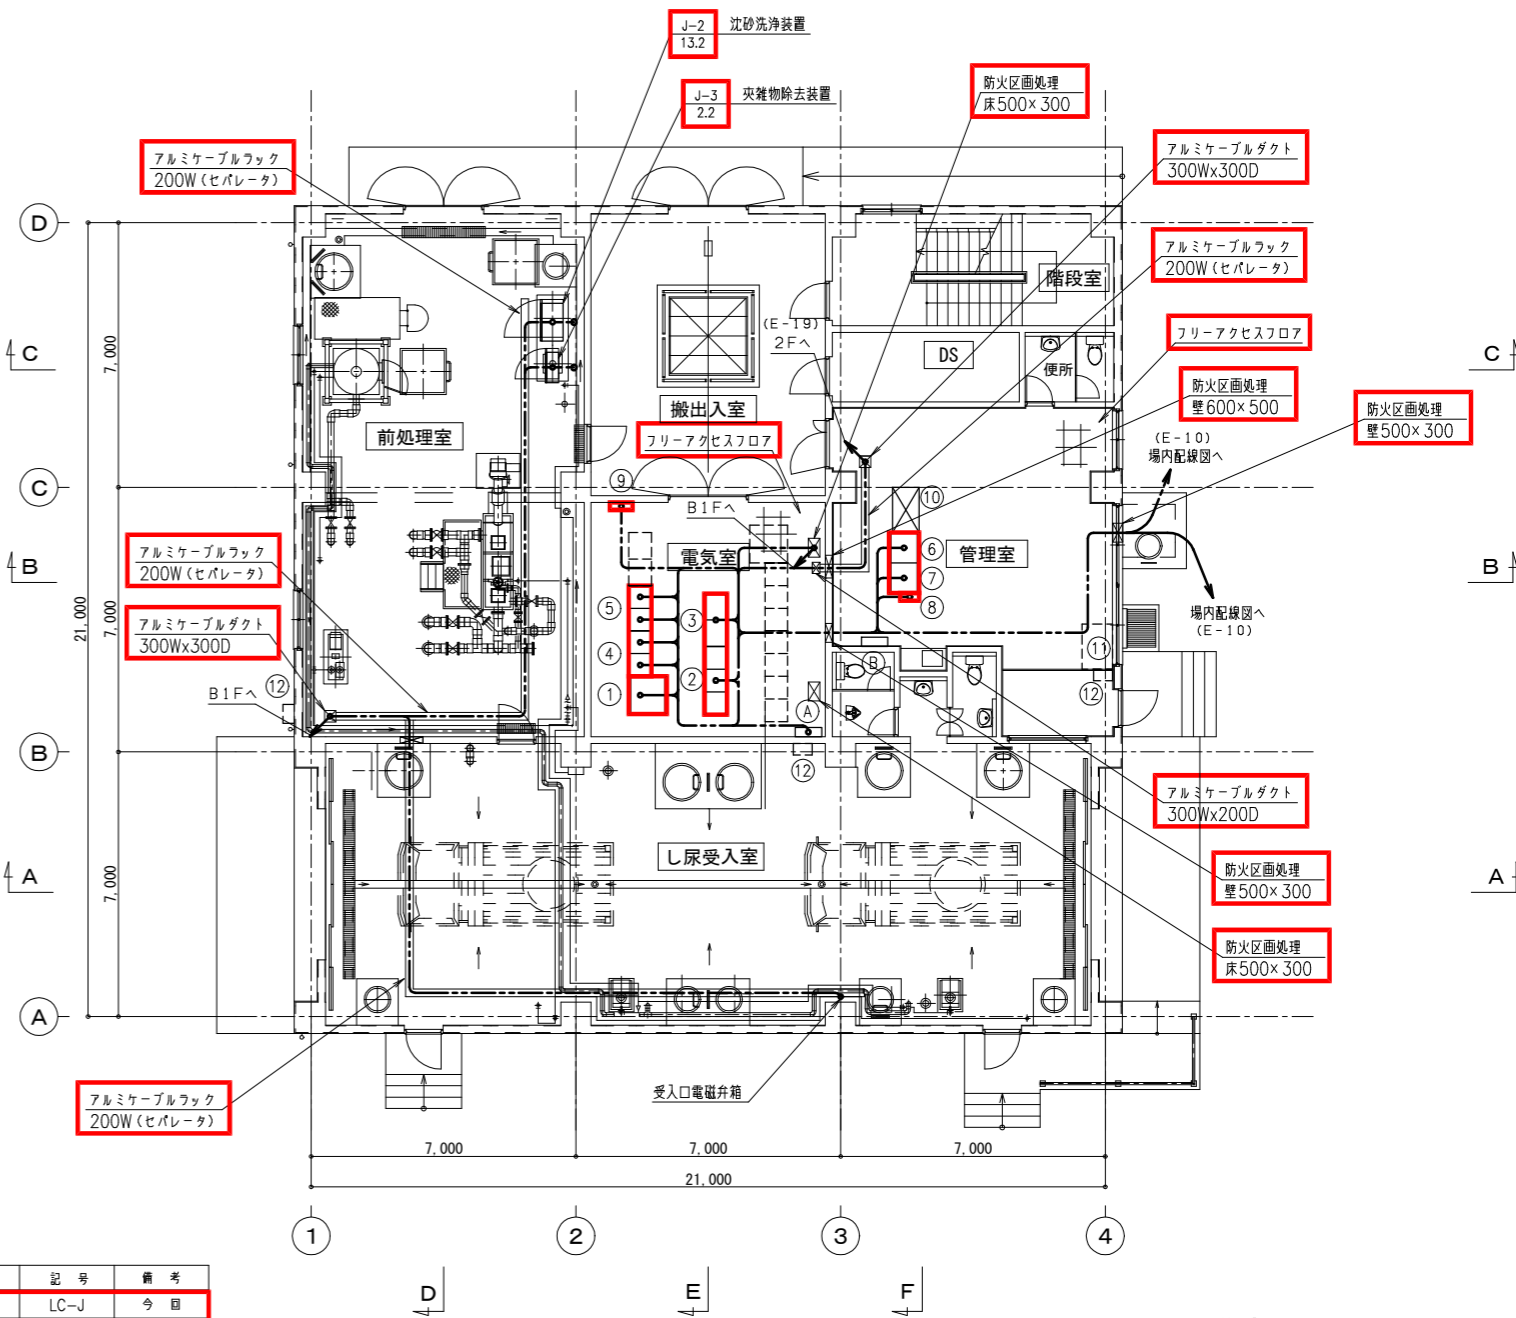 J-2
13.2
沈砂洗浄装置
J-3
2.2
夾雑物除去装置
防火区画処理
床500×300
アルミケーブルラック
200W(セパレータ)
アルミケーブルダクト
300Wx300D
アルミケーブルラック
200W(セパレータ)
フリーアクセスフロア
防火区画処理
壁600×500
防火区画処理
壁500×300
D
C
B
A
C
B
A
C
B
A
7,000
7,000
7,000
21,000
階段室
(E-19)
2Fへ
DS
便所
搬出入室
前処理室
フリーアクセスフロア
(E-10)
場内配線図へ
⑨
B1Fへ
⑩
電気室
⑥
管理室
⑦
⑧
⑤
③
④
②
①
アルミケーブルラック
200W(セパレータ)
アルミケーブルダクト
300Wx300D
B1Fへ
⑫
場内配線図へ
(E-10)
⑪
⑫
B
A
⑫
アルミケーブルダクト
300Wx200D
し尿受入室
防火区画処理
壁500×300
防火区画処理
床500×300
アルミケーブルラック
200W(セパレータ)
受入口電磁弁箱
7,000
7,000
7,000
21,000
1
2
3
4
D
E
F
記号
備考
LC-J
今回